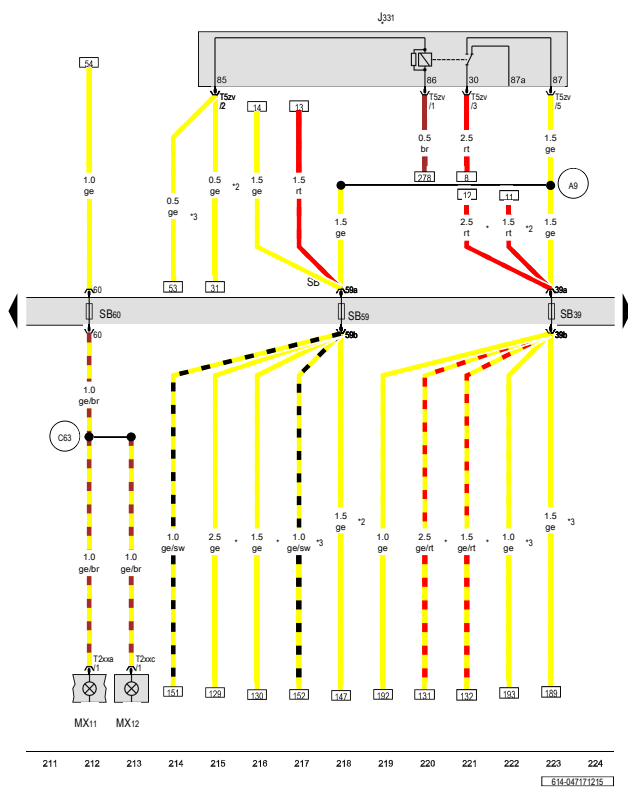 J331
54
85
86
30
87a
87
T5zv
/2
T5zv
/1
T5zv
/3
T5zv
/5
14
13
1.0
ge
0.5
ge
*3
0.5
ge
*2
1.5
ge
1.5
rt
0.5
br
2.5
rt
1.5
ge
278
8
A9
12
11
1.5
ge
2.5
rt
*
1.5
rt
*2
1.5
ge
60
53
31
SB
59a
39a
SB60
SB59
SB39
60
59b
39b
1.0
ge/br
C63
1.0
ge/br
1.0
ge/br
1.0
ge/sw
2.5
ge
*
1.5
ge
*
1.0
ge/sw
*3
1.5
ge
*2
1.0
ge
2.5
ge/rt
*
1.5
ge/rt
*
1.0
ge
*3
1.5
ge
*3
T2xxa
/1
T2xxc
/1
151
129
130
152
147
192
131
132
193
189
MX11
MX12
211 212 213 214 215 216 217 218 219 220 221 222 223 224
614-047171215